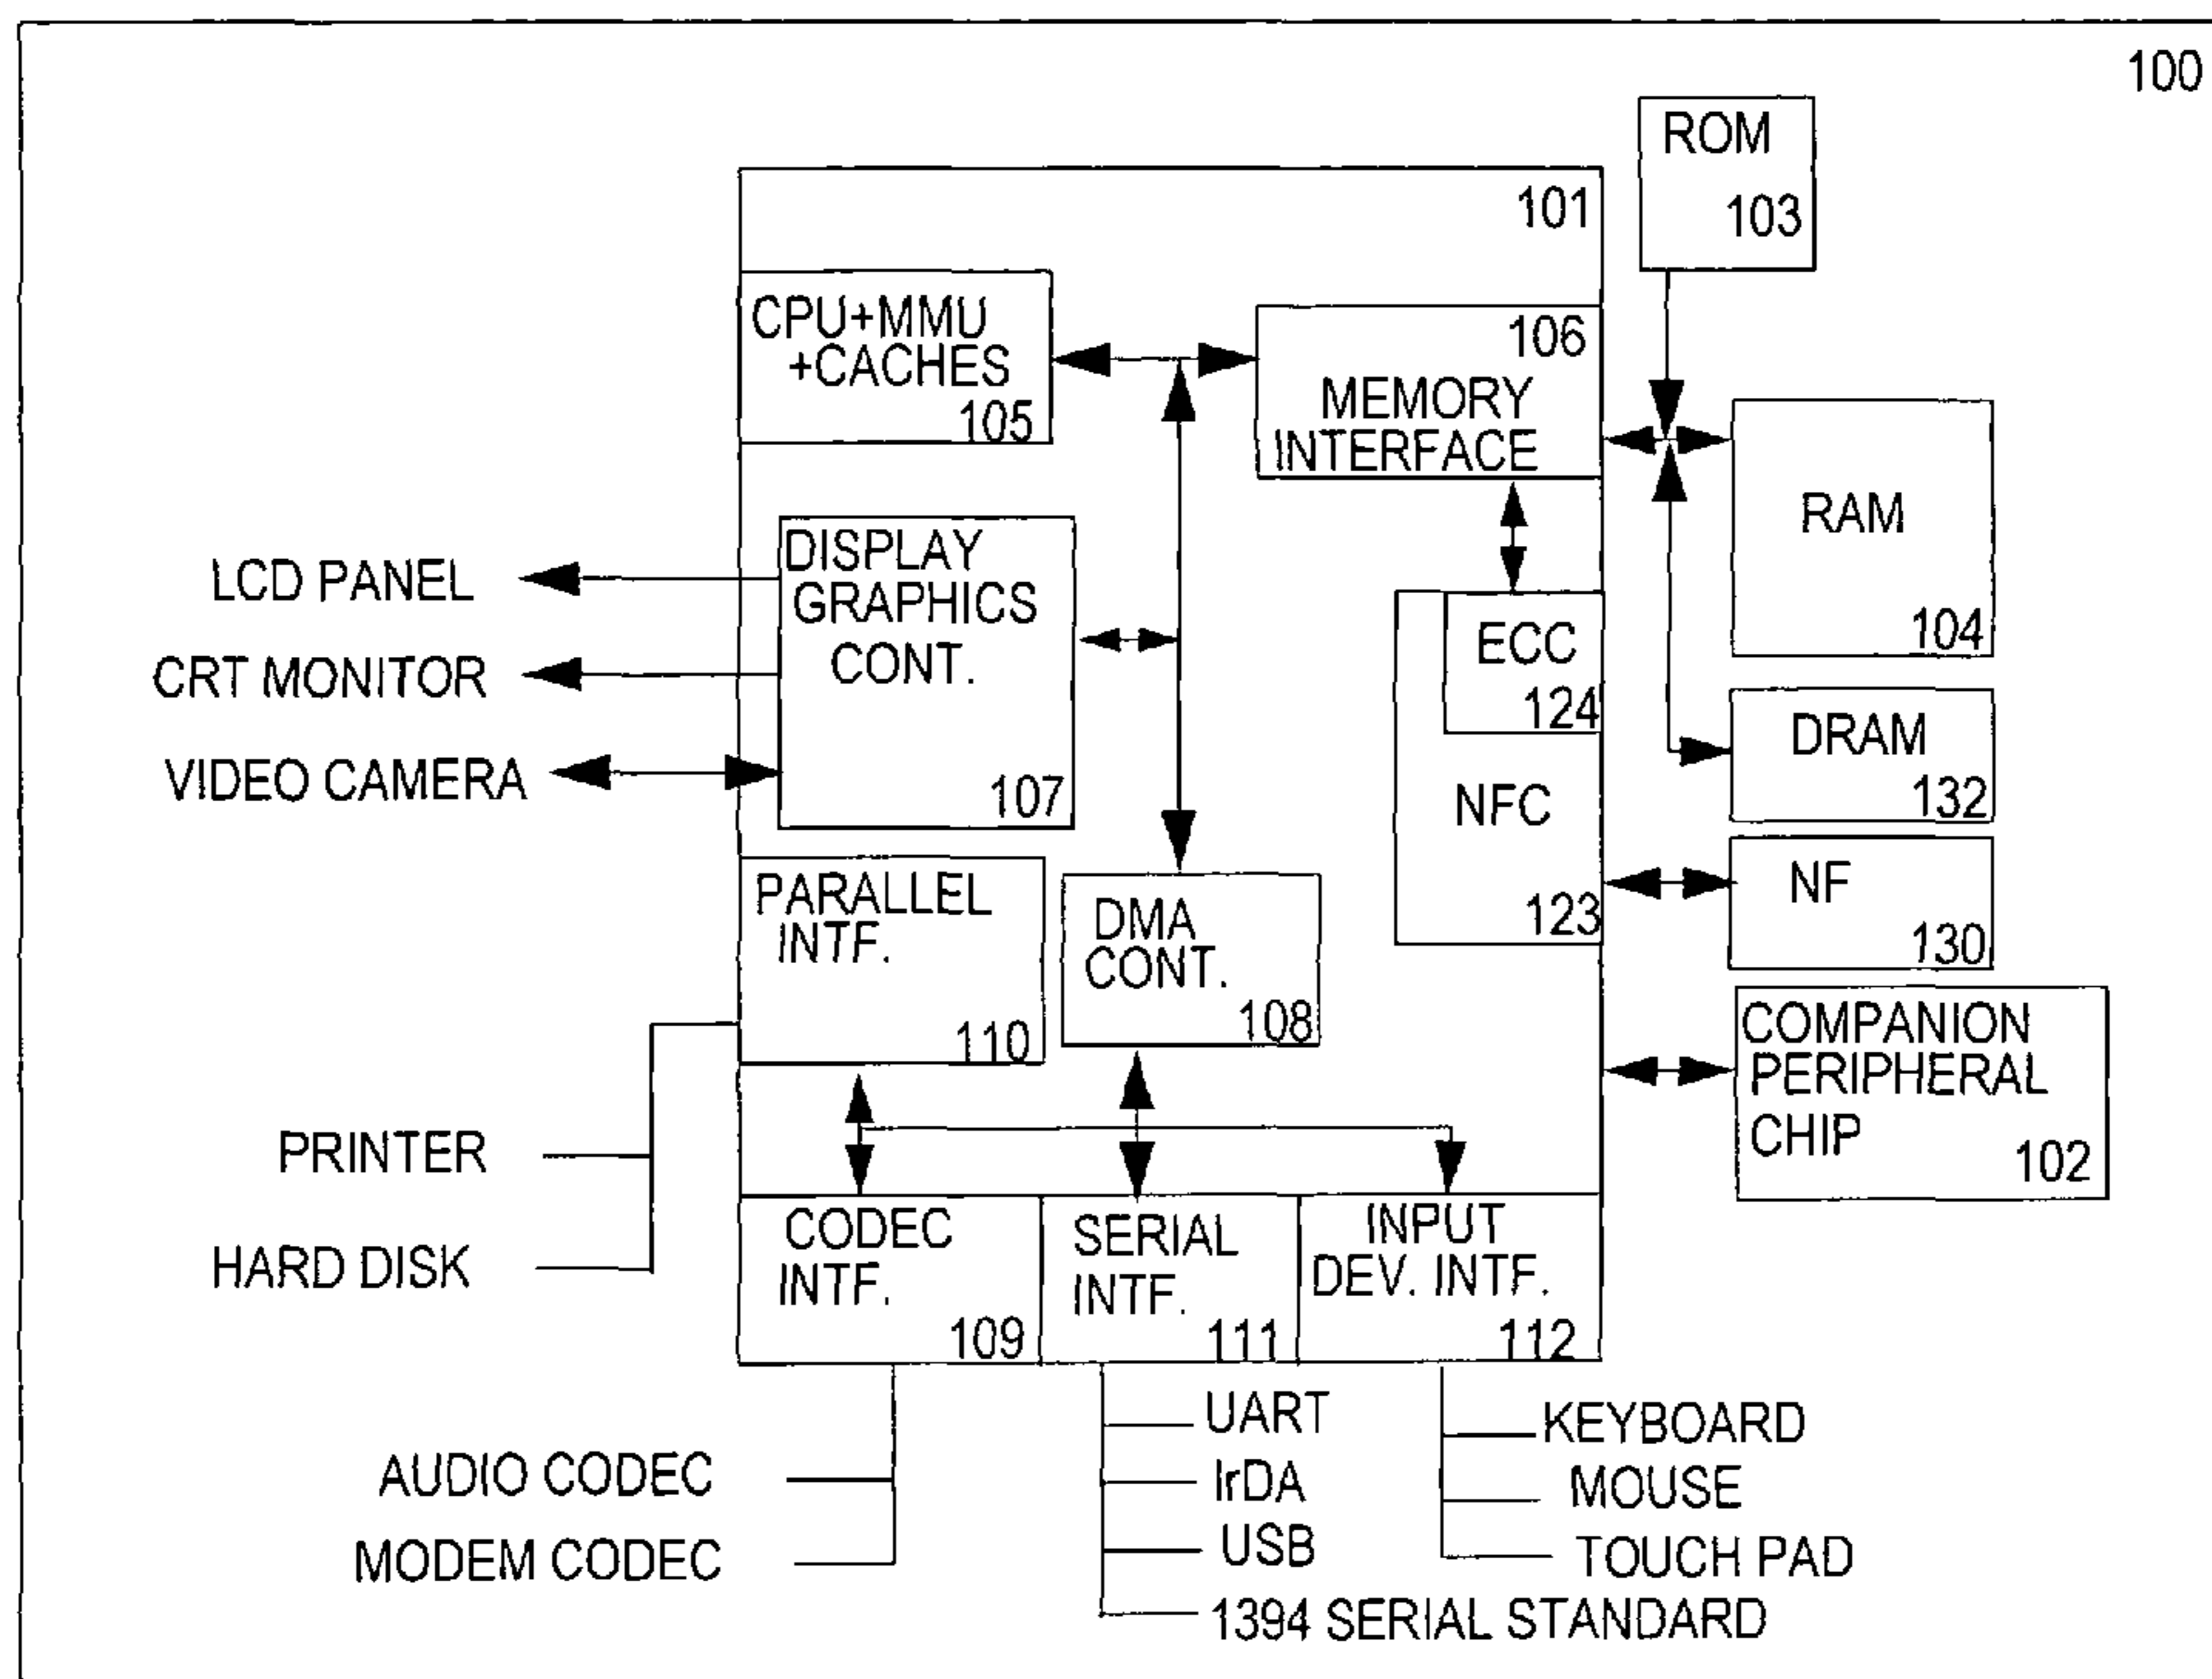 100
ROM
103
101
CPU+MMU
+CACHES
105
106
MEMORY
INTERFACE
RAM
104
DISPLAY
GRAPHICS
CONT.
107
LCD PANEL
CRT MONITOR
VIDEO CAMERA
ECC
124
NFC
123
DRAM
132
NF
130
PARALLEL
INTF.
110
DMA
CONT.
108
COMPANION
PERIPHERAL
CHIP
102
PRINTER
HARD DISK
CODEC
INTF.
109
SERIAL
INTF.
111
INPUT
DEV. INTF.
112
AUDIO CODEC
MODEM CODEC
UART
IrDA
USB
1394 SERIAL STANDARD
KEYBOARD
MOUSE
TOUCH PAD